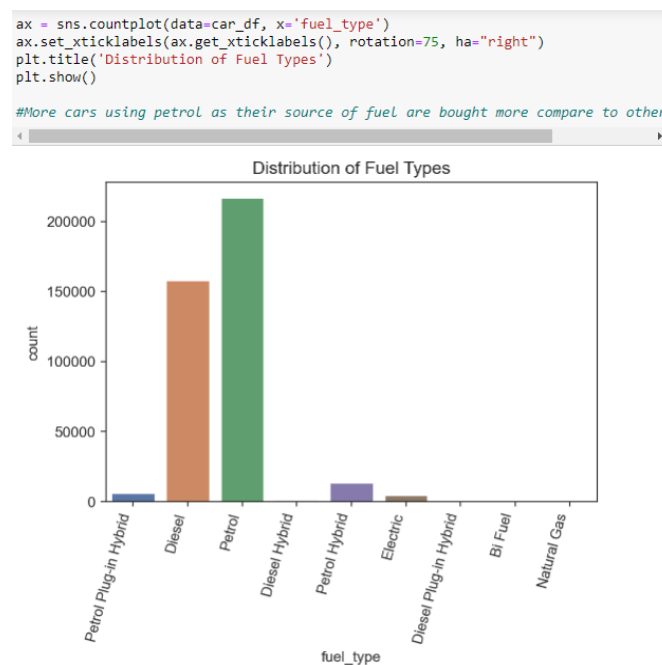 ax = sns.countplot(data=car_df, x='fuel_type')
ax.set_xticklabels(ax.get_xticklabels(), rotation=75, ha="right")
plt.title('Distribution of Fuel Types')
plt.show()
#More cars using petrol as their source of fuel are bought more compare to other
Distribution of Fuel Types
200000
150000
100000
50000
0
count
Petrol Plug-in Hybrid
Diesel
Petrol
Diesel Hybrid
Petrol Hybrid
Electric
Diesel Plug-in Hybrid
Bi Fuel
Natural Gas
fuel_type